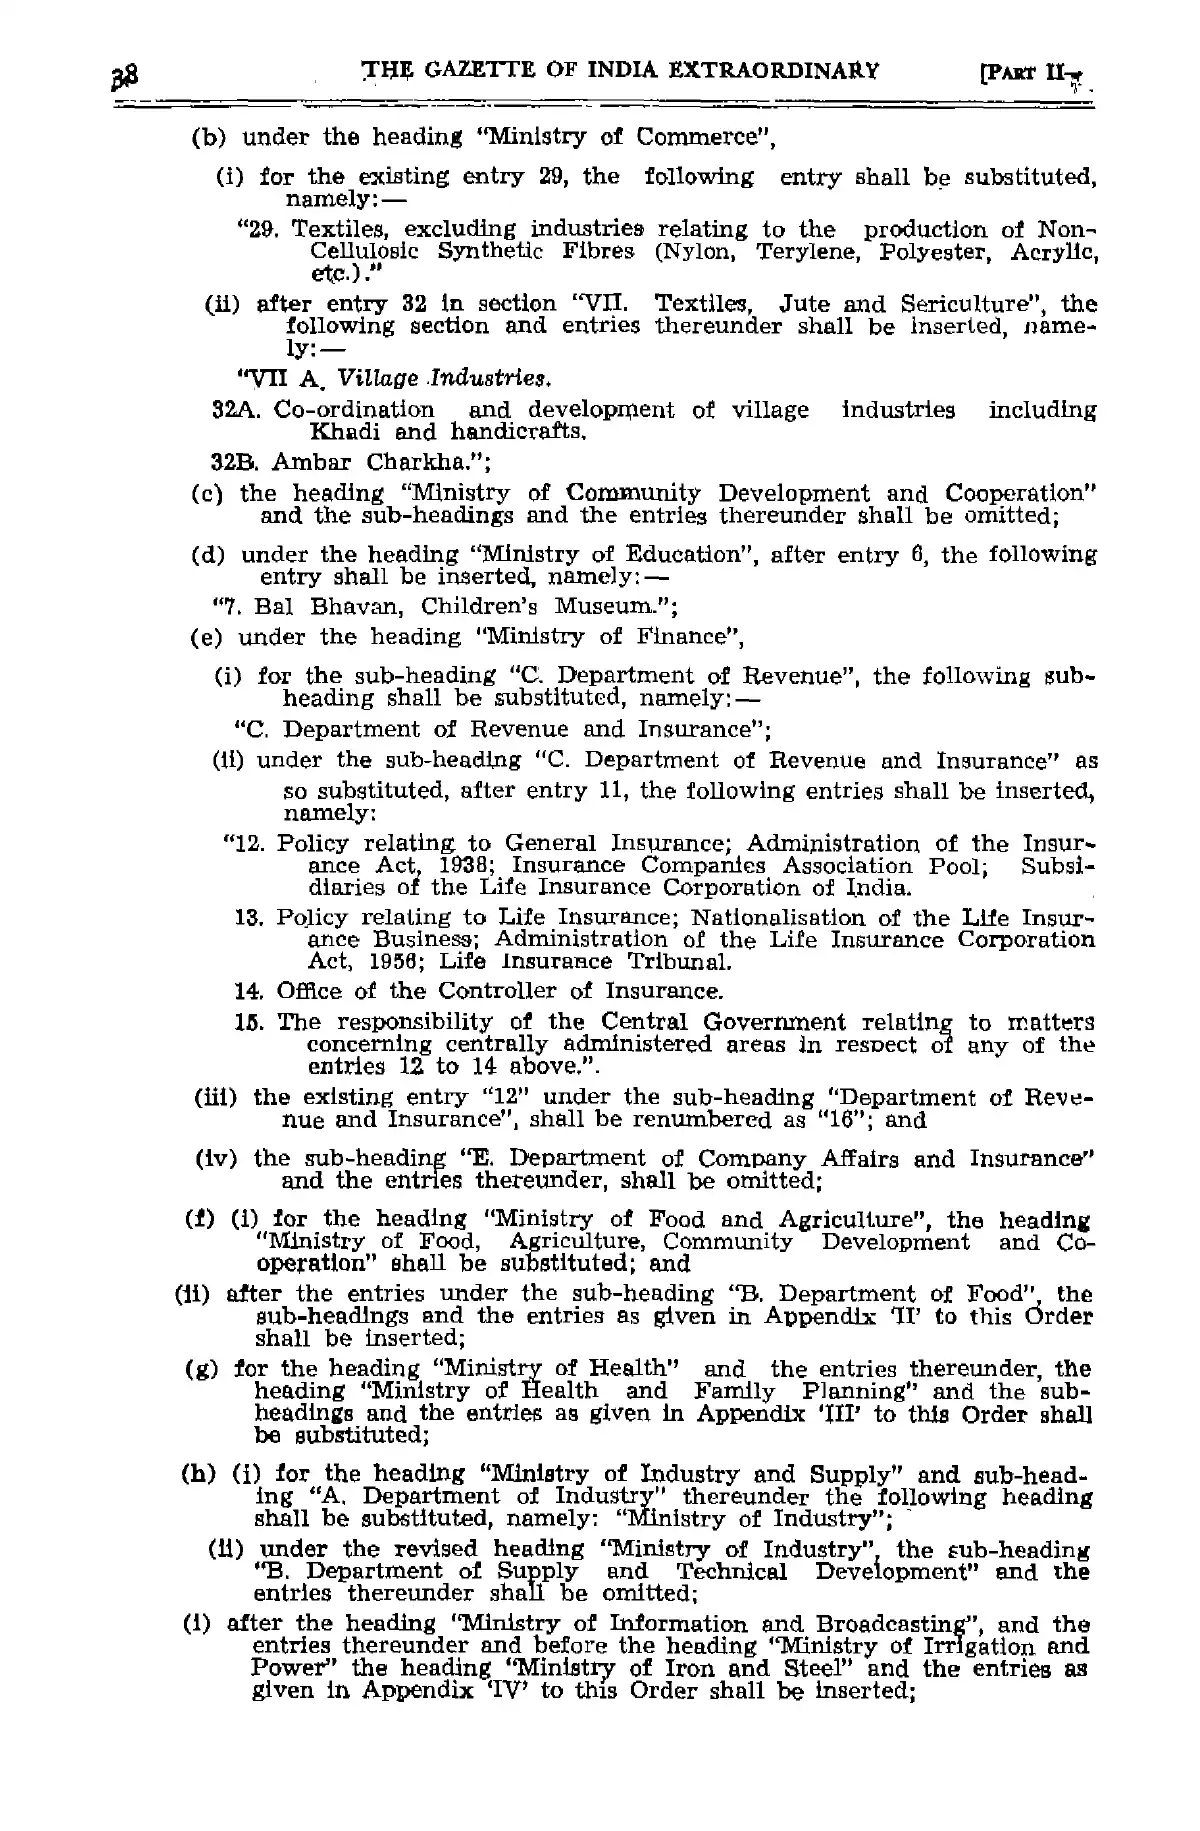 38 THE GAZETTE OF INDIA EXTRAORDINARY [PART II—
(b) under the heading “Ministry of Commerce”,
(i) for the existing entry 29, the following entry shall be substituted,
namely:—
“29. Textiles, excluding industries relating to the production of Non-
Cellulosic Synthetic Fibres (Nylon, Terylene, Polyester, Acrylic,
etc.).”
(ii) after entry 32 in section “VII. Textiles, Jute and Sericulture”, the
following section and entries thereunder shall be inserted, name-
ly:—
“VII A. Village Industries.
32A. Co-ordination and development of village industries including
Khadi and handicrafts.
32B. Ambar Charkha.”;
(c) the heading “Ministry of Community Development and Cooperation”
and the sub-headings and the entries thereunder shall be omitted;
(d) under the heading “Ministry of Education”, after entry 6, the following
entry shall be inserted, namely:—
“7. Bal Bhavan, Children’s Museum.”;
(e) under the heading “Ministry of Finance”,
(i) for the sub-heading “C. Department of Revenue”, the following sub-
heading shall be substituted, namely:—
“C. Department of Revenue and Insurance”;
(ii) under the sub-heading “C. Department of Revenue and Insurance” as
so substituted, after entry 11, the following entries shall be inserted,
namely:
“12. Policy relating to General Insurance; Administration of the Insur-
ance Act, 1938; Insurance Companies Association Pool; Subsi-
diaries of the Life Insurance Corporation of India.
13. Policy relating to Life Insurance; Nationalisation of the Life Insur-
ance Business; Administration of the Life Insurance Corporation
Act, 1956; Life Insurance Tribunal.
14. Office of the Controller of Insurance.
15. The responsibility of the Central Government relating to matters
concerning centrally administered areas in respect of any of the
entries 12 to 14 above.”.
(iii) the existing entry “12” under the sub-heading “Department of Reve-
nue and Insurance”, shall be renumbered as “16”; and
(iv) the sub-heading “E. Department of Company Affairs and Insurance”
and the entries thereunder, shall be omitted;
(f) (i) for the heading “Ministry of Food and Agriculture”, the heading
“Ministry of Food, Agriculture, Community Development and Co-
operation” shall be substituted; and
(ii) after the entries under the sub-heading “B. Department of Food”, the
sub-headings and the entries as given in Appendix ‘II’ to this Order
shall be inserted;
(g) for the heading “Ministry of Health” and the entries thereunder, the
heading “Ministry of Health and Family Planning” and the sub-
headings and the entries as given in Appendix ‘III’ to this Order shall
be substituted;
(h) (i) for the heading “Ministry of Industry and Supply” and sub-head-
ing “A. Department of Industry” thereunder the following heading
shall be substituted, namely: “Ministry of Industry”;
(ii) under the revised heading “Ministry of Industry”, the sub-heading
“B. Department of Supply and Technical Development” and the
entries thereunder shall be omitted;
(i) after the heading “Ministry of Information and Broadcasting”, and the
entries thereunder and before the heading “Ministry of Irrigation and
Power” the heading “Ministry of Iron and Steel” and the entries as
given in Appendix ‘IV’ to this Order shall be inserted;